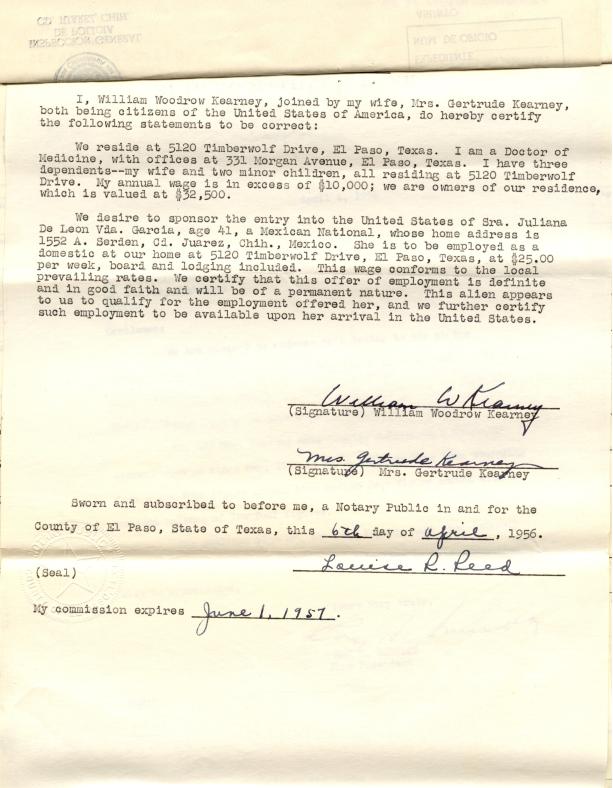 CD. JUAREZ CHIH.
DE POLICIA
INSPECCION GENERAL
ASUNTO
NUM. DE OFICIO
EXPEDIENTE
I, William Woodrow Kearney, joined by my wife, Mrs. Gertrude Kearney,
both being citizens of the United States of America, do hereby certify
the following statements to be correct:
We reside at 5120 Timberwolf Drive, El Paso, Texas. I am a Doctor of
Medicine, with offices at 331 Morgan Avenue, El Paso, Texas. I have three
dependents--my wife and two minor children, all residing at 5120 Timberwolf
Drive. My annual wage is in excess of $10,000; we are owners of our residence,
which is valued at $32,500.
We desire to sponsor the entry into the United States of Sra. Juliana
De Leon Vda. Garcia, age 41, a Mexican National, whose home address is
1552 A. Serden, Cd. Juarez, Chih., Mexico. She is to be employed as a
domestic at our home at 5120 Timberwolf Drive, El Paso, Texas, at $25.00
per week, board and lodging included. This wage conforms to the local
prevailing rates. We certify that this offer of employment is definite
and in good faith and will be of a permanent nature. This alien appears
to us to qualify for the employment offered her, and we further certify
such employment to be available upon her arrival in the United States.
William W Kearney
(Signature) William Woodrow Kearney
Mrs. Gertrude Kearney
(Signature) Mrs. Gertrude Kearney
Sworn and subscribed to before me, a Notary Public in and for the
County of El Paso, State of Texas, this 6th day of April, 1956.
Louise R. Reed
(Seal)
My commission expires June 1, 1957.